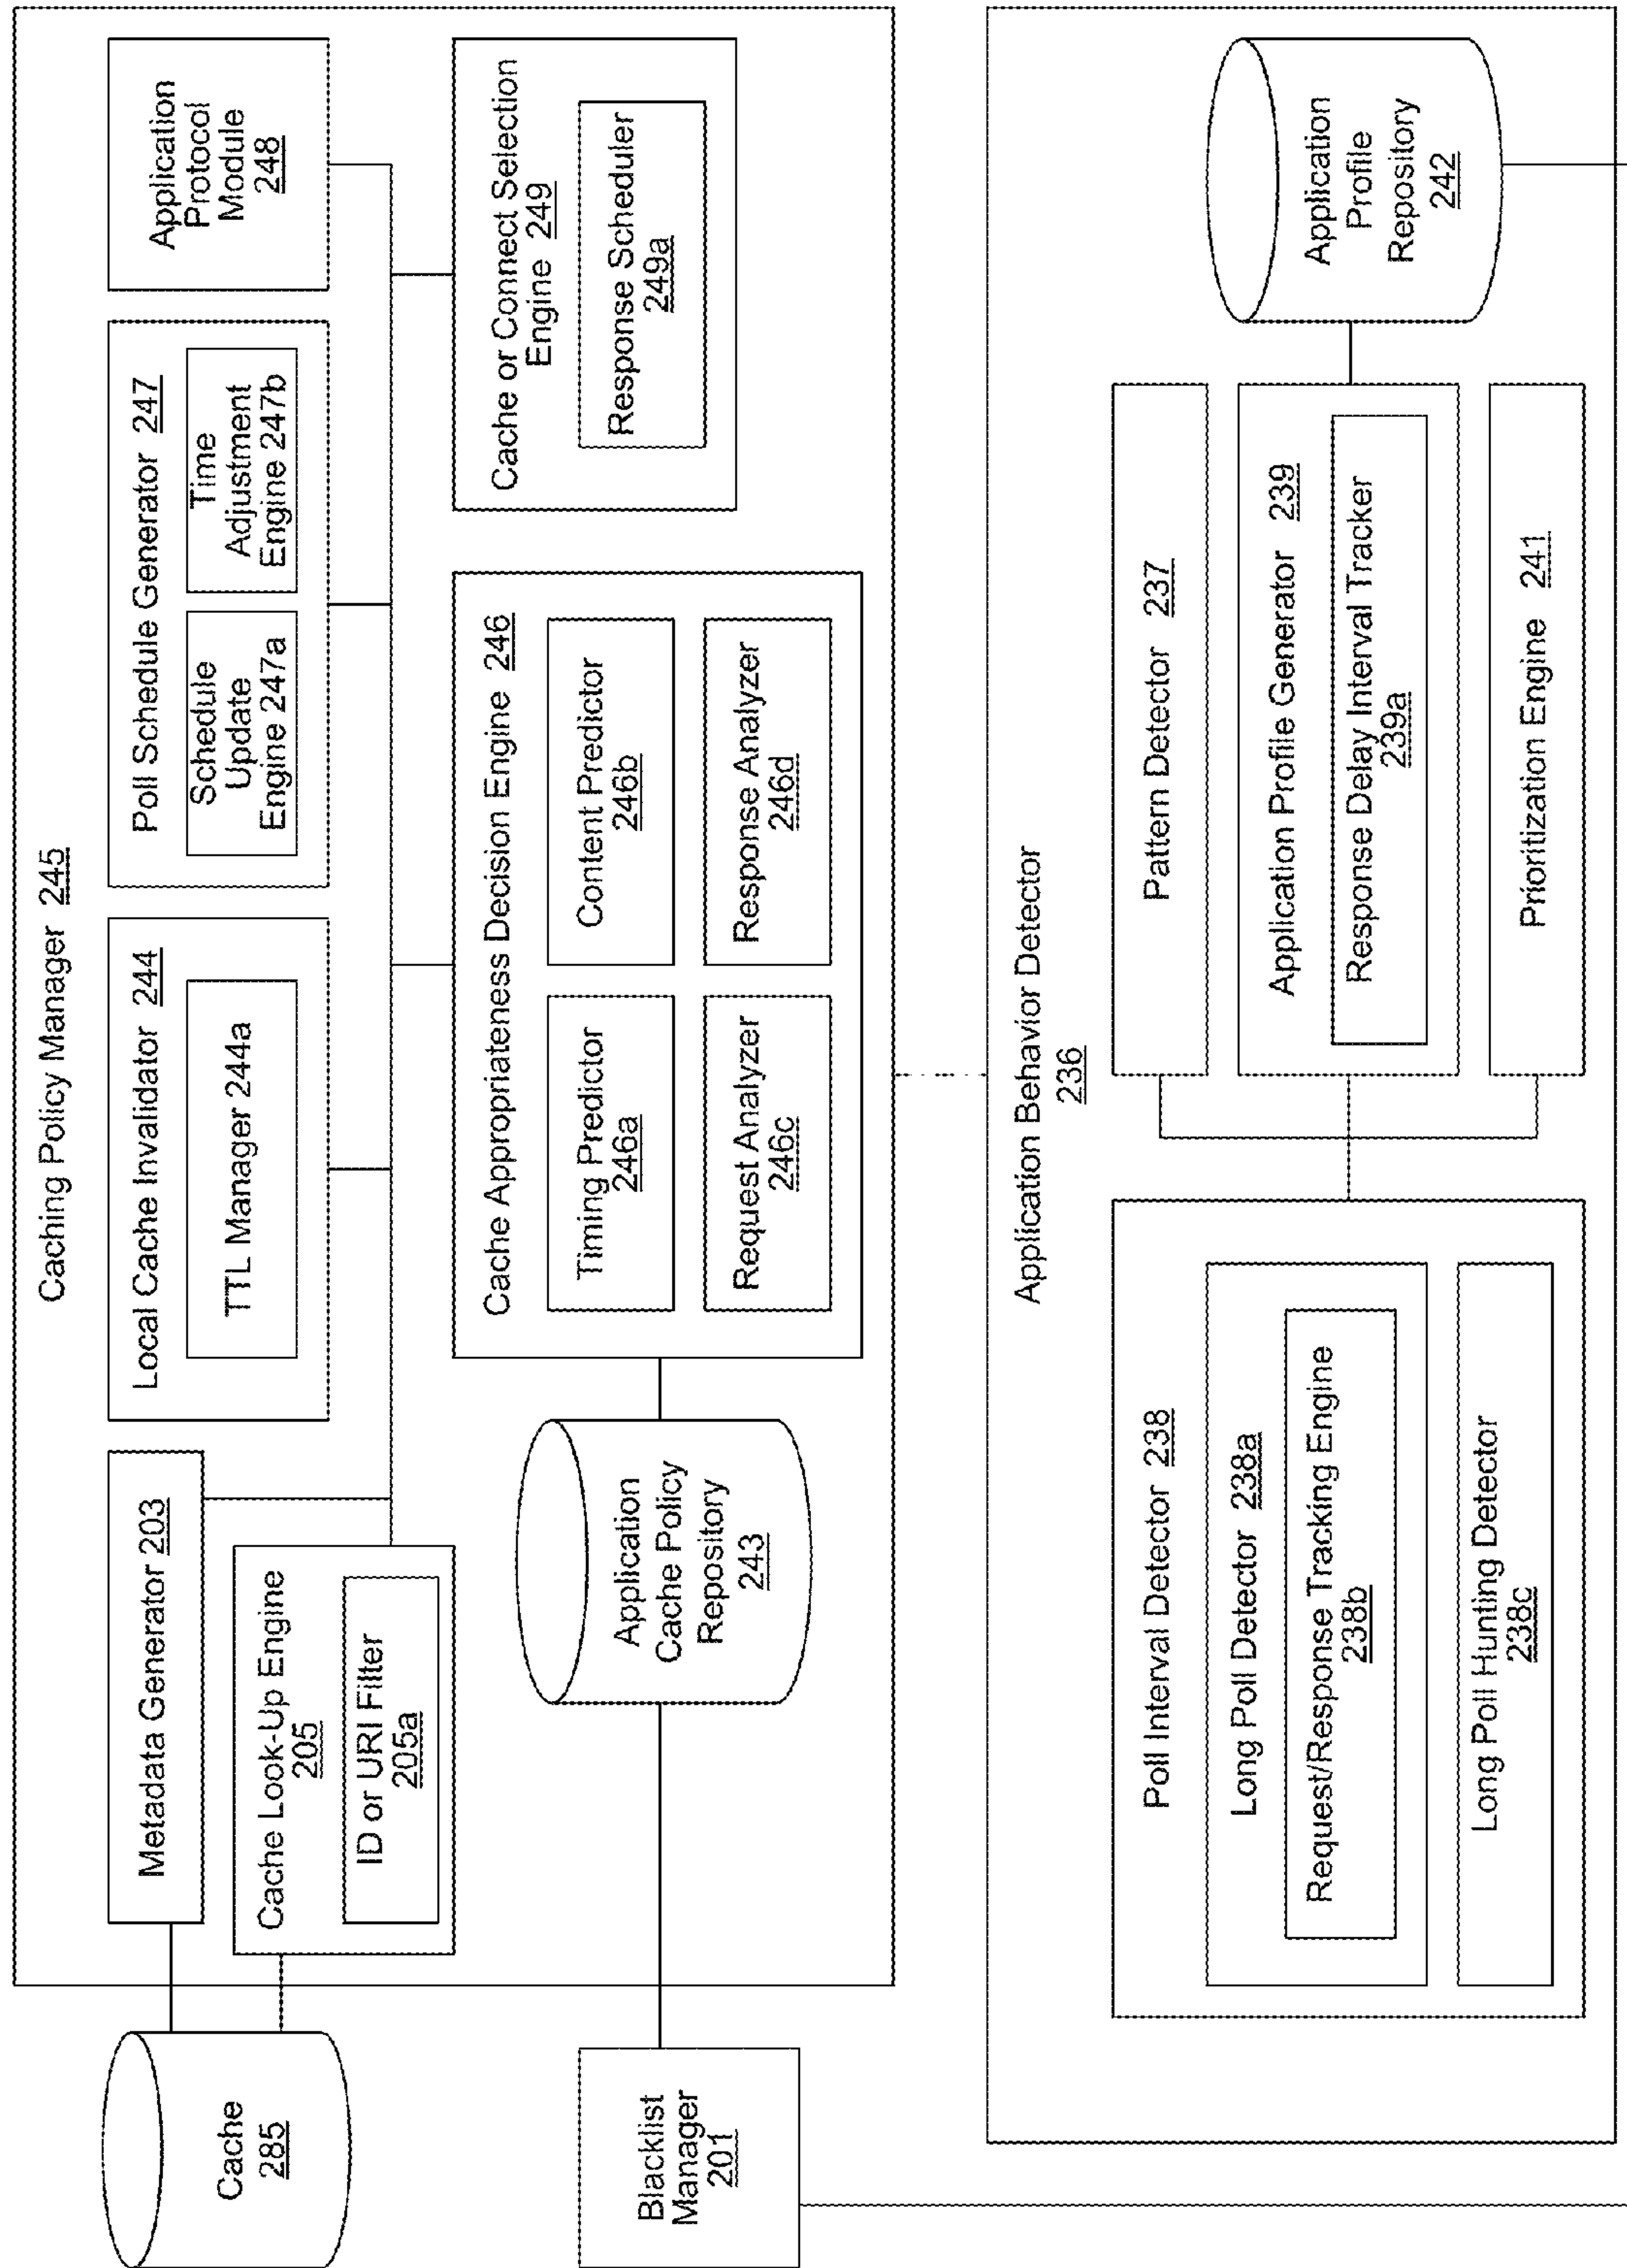 Caching Policy Manager 245
Metadata Generator 203
Cache Look-Up Engine
205
ID or URI Filter
205a
Local Cache Invalidator 244
TTL Manager 244a
Poll Schedule Generator 247
Schedule
Update
Engine 247a
Time
Adjustment
Engine 247b
Application
Protocol
Module
248
Cache
285
Application
Cache Policy
Repository
243
Cache Appropriateness Decision Engine 246
Timing Predictor
246a
Content Predictor
246b
Request Analyzer
246c
Response Analyzer
246d
Cache or Connect Selection
Engine 249
Response Scheduler
249a
Blacklist
Manager
201
Application Behavior Detector
236
Poll Interval Detector 238
Long Poll Detector 238a
Request/Response Tracking Engine
238b
Long Poll Hunting Detector
238c
Pattern Detector 237
Application Profile Generator 239
Response Delay Interval Tracker
239a
Prioritization Engine 241
Application
Profile
Repository
242